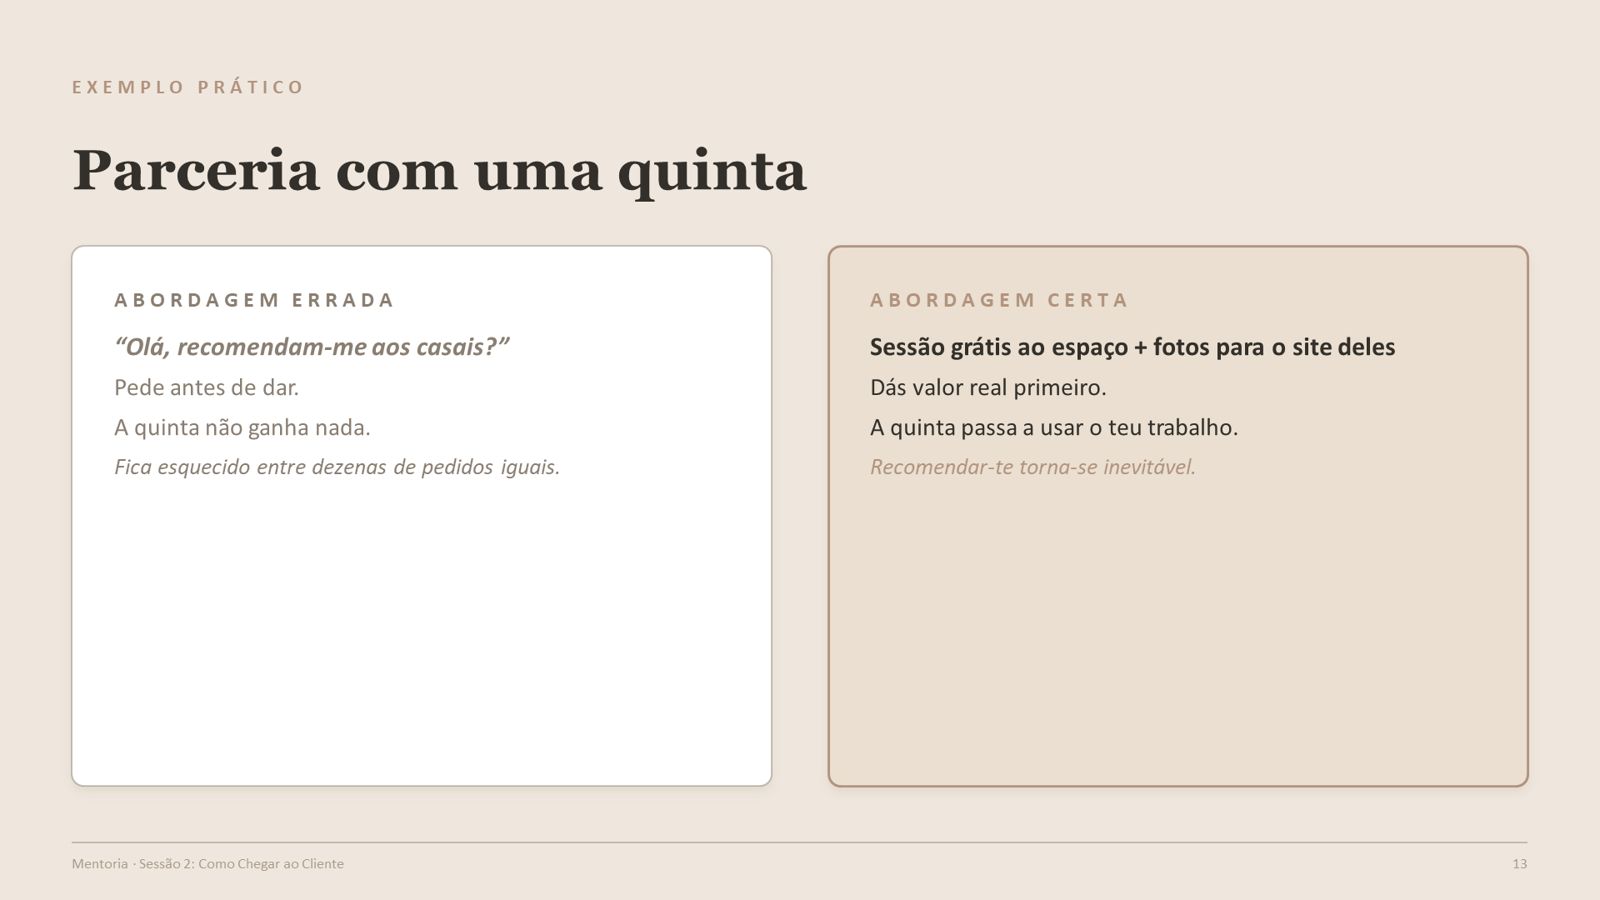 EXEMPLO PRÁTICO
Parceria com uma quinta
ABORDAGEM ERRADA
“Olá, recomendam-me aos casais?”
Pede antes de dar.
A quinta não ganha nada.
Fica esquecido entre dezenas de pedidos iguais.
ABORDAGEM CERTA
Sessão grátis ao espaço + fotos para o site deles
Dás valor real primeiro.
A quinta passa a usar o teu trabalho.
Recomendar-te torna-se inevitável.
Mentoria · Sessão 2: Como Chegar ao Cliente
13